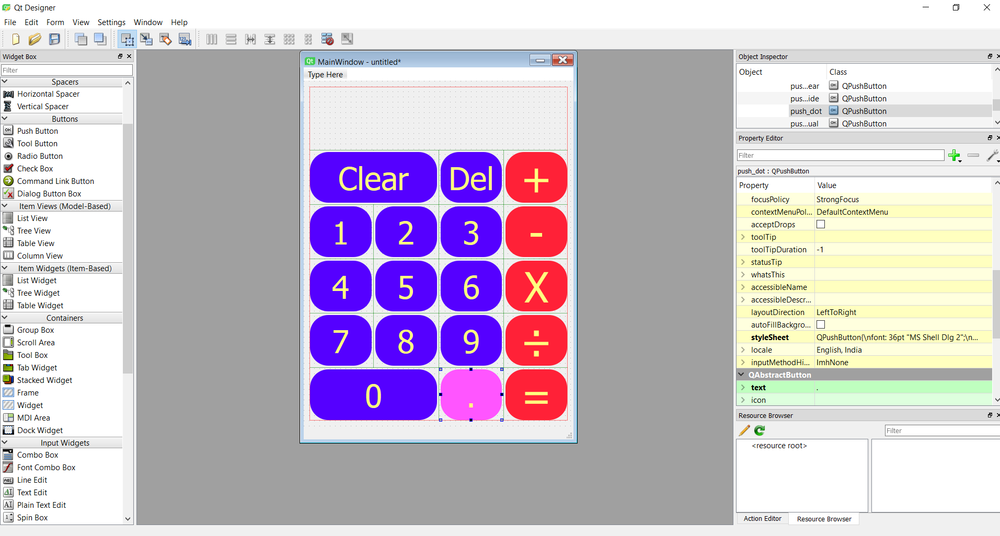 Qt Designer
File Edit Form View Settings Window Help
Widget Box
Filter
Spacers
Horizontal Spacer
Vertical Spacer
Buttons
Push Button
Tool Button
Radio Button
Check Box
Command Link Button
Dialog Button Box
Item Views (Model-Based)
List View
Tree View
Table View
Column View
Item Widgets (Item-Based)
List Widget
Tree Widget
Table Widget
Containers
Group Box
Scroll Area
Tool Box
Tab Widget
Stacked Widget
Frame
Widget
MDI Area
Dock Widget
Input Widgets
Combo Box
Font Combo Box
Line Edit
Text Edit
Plain Text Edit
Spin Box
Qt MainWindow - untitled*
Type Here
Clear Del +
1 2 3 -
4 5 6 X
7 8 9 ÷
0 . =
Object Inspector
Object Class
pus...ear QPushButton
pus...ide QPushButton
push_dot QPushButton
pus...ual QPushButton
Property Editor
Filter
push_dot : QPushButton
Property Value
focusPolicy StrongFocus
contextMenuPol... DefaultContextMenu
acceptDrops
toolTip
toolTipDuration -1
statusTip
whatsThis
accessibleName
accessibleDescr...
layoutDirection LeftToRight
autoFillBackgro...
styleSheet QPushButton{\nfont: 36pt "MS Shell Dlg 2";\n...
locale English, India
inputMethodHi... ImhNone
QAbstractButton
text .
icon
Resource Browser
Filter
<resource root>
Action Editor Resource Browser